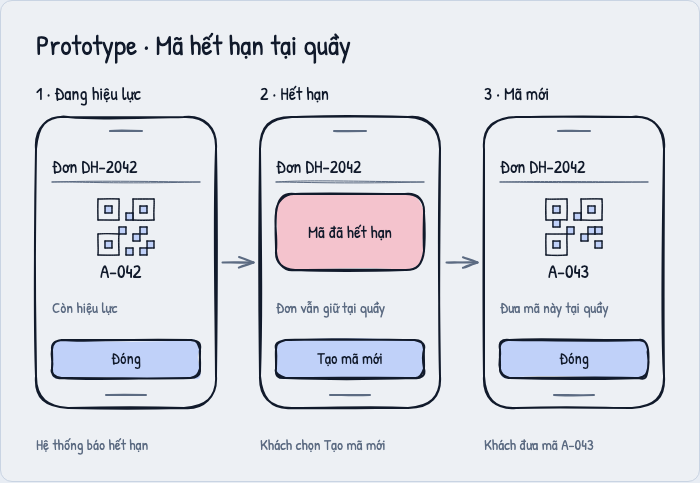 Prototype · Mã hết hạn tại quầy
1 · Đang hiệu lực
Đơn DH-2042
A-042
Còn hiệu lực
Đóng
Hệ thống báo hết hạn
2 · Hết hạn
Đơn DH-2042
Mã đã hết hạn
Đơn vẫn giữ tại quầy
Tạo mã mới
Khách chọn Tạo mã mới
3 · Mã mới
Đơn DH-2042
A-043
Đưa mã này tại quầy
Đóng
Khách đưa mã A-043